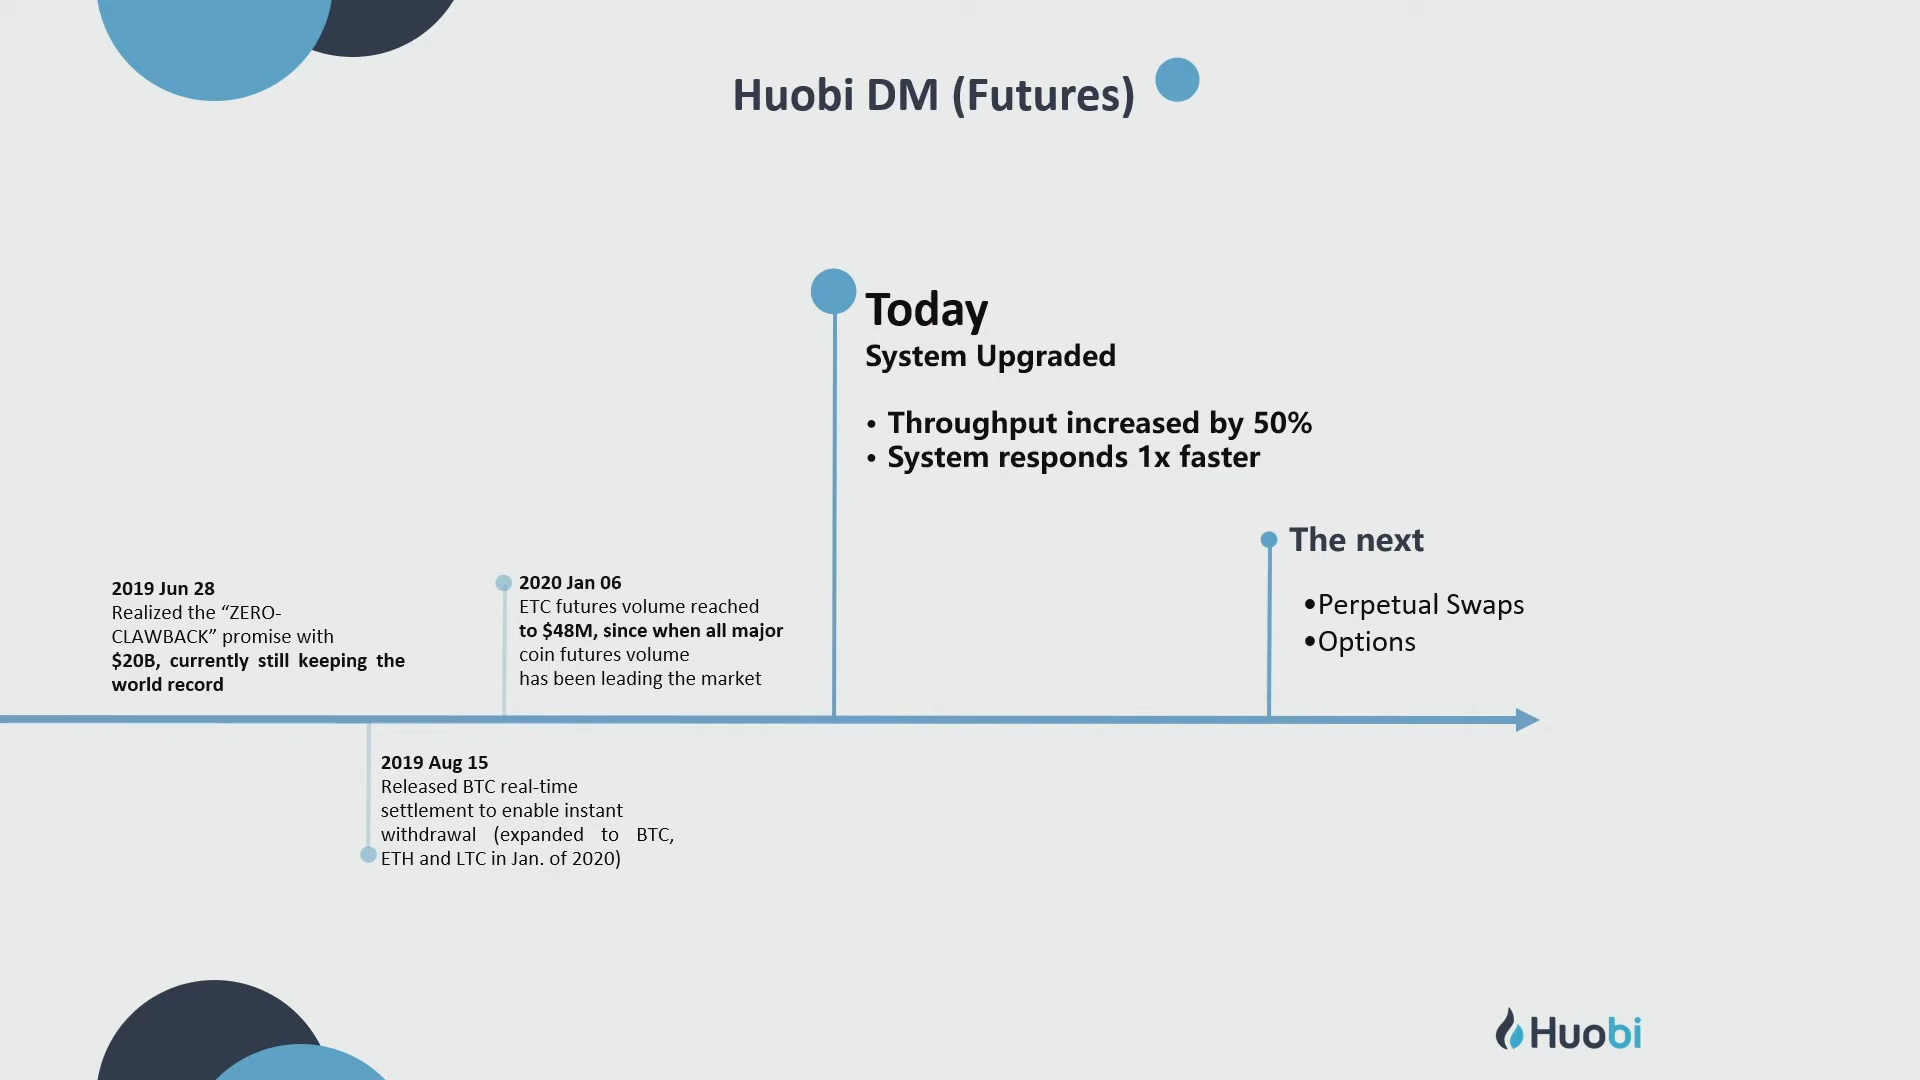 Huobi DM (Futures)
Today
System Upgraded
• Throughput increased by 50%
• System responds 1x faster
The next
•Perpetual Swaps
•Options
2019 Jun 28
Realized the “ZERO-
CLAWBACK” promise with
$20B, currently still keeping the
world record
2020 Jan 06
ETC futures volume reached
to $48M, since when all major
coin futures volume
has been leading the market
2019 Aug 15
Released BTC real-time
settlement to enable instant
withdrawal (expanded to BTC,
ETH and LTC in Jan. of 2020)
Huobi